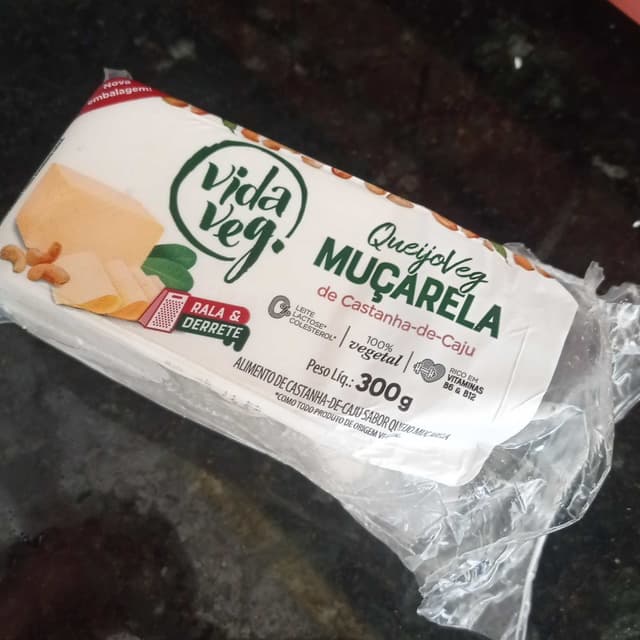 Nova
embalagem!
Vida
Veg.
QueijoVeg
MUÇARELA
de Castanha-de-Caju
RALA &
DERRETE
0% LEITE
LACTOSE*
COLESTEROL*
100%
vegetal
RICO EM
VITAMINAS
B6 & B12
Peso Líq.: 300g
ALIMENTO DE CASTANHA-DE-CAJU SABOR
*COMO TODO PRODUTO DE ORIGEM